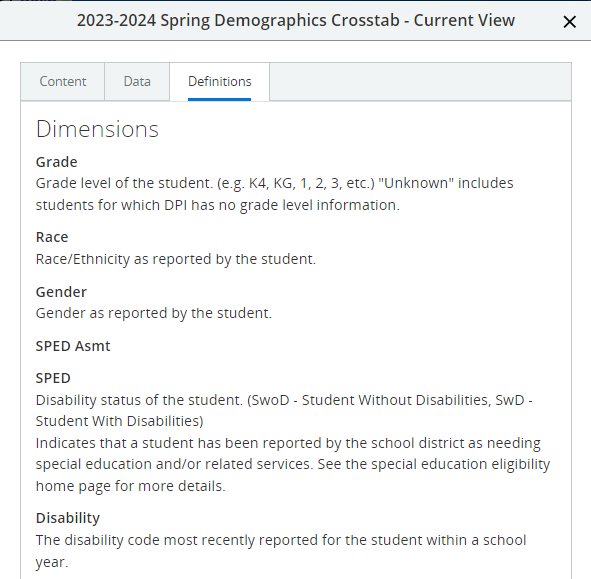 2023-2024 Spring Demographics Crosstab - Current View
Content
Data
Definitions
Dimensions
Grade
Grade level of the student. (e.g. K4, KG, 1, 2, 3, etc.) "Unknown" includes
students for which DPI has no grade level information.
Race
Race/Ethnicity as reported by the student.
Gender
Gender as reported by the student.
SPED Asmt
SPED
Disability status of the student. (SwoD - Student Without Disabilities, SwD -
Student With Disabilities)
Indicates that a student has been reported by the school district as needing
special education and/or related services. See the special education eligibility
home page for more details.
Disability
The disability code most recently reported for the student within a school
year.